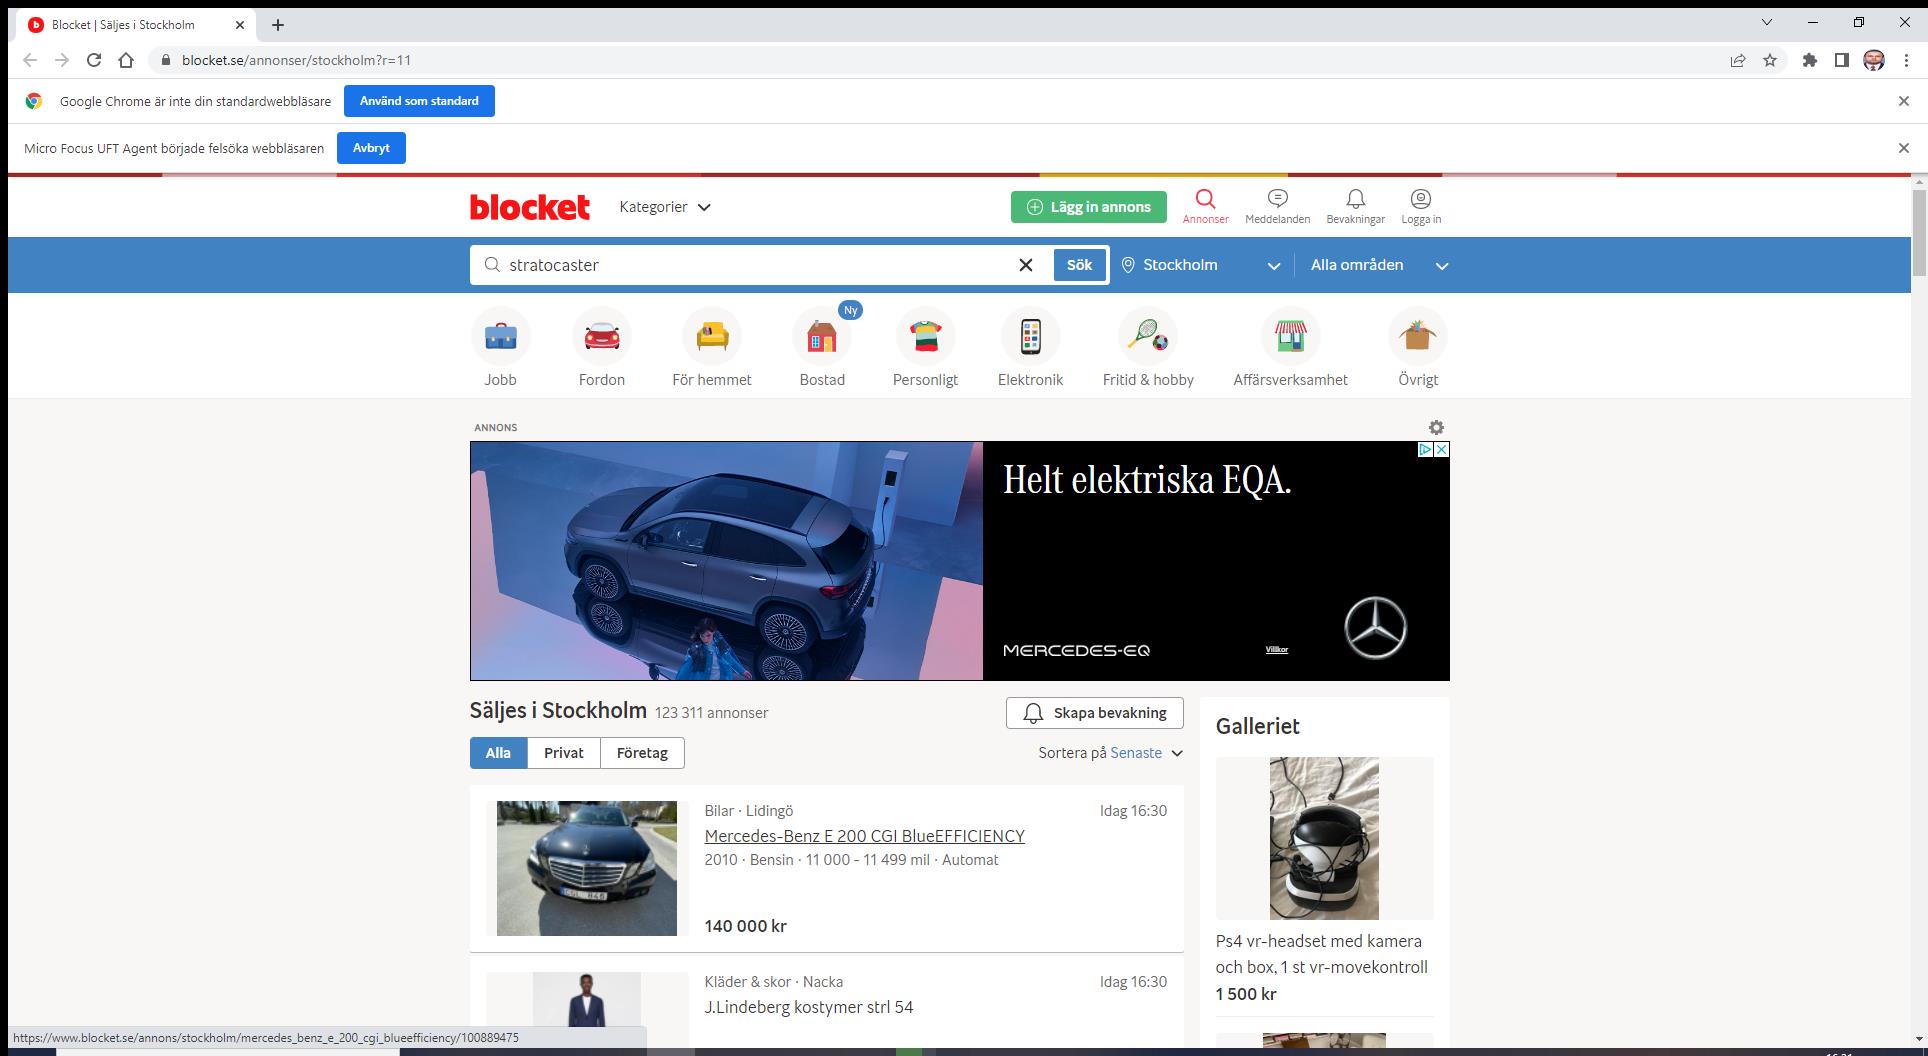 Blocket | Säljes i Stockholm
blocket.se/annonser/stockholm?r=11
Google Chrome är inte din standardwebbläsare
Använd som standard
Micro Focus UFT Agent började felsöka webbläsaren
Avbryt
blocket
Kategorier
Lägg in annons
Annonser
Meddelanden
Bevakningar
Logga in
stratocaster
Sök
Stockholm
Alla områden
Ny
Jobb
Fordon
För hemmet
Bostad
Personligt
Elektronik
Fritid & hobby
Affärsverksamhet
Övrigt
ANNONS
Helt elektriska EQA.
MERCEDES-EQ
Villkor
Säljes i Stockholm 123 311 annonser
Skapa bevakning
Alla
Privat
Företag
Sortera på Senaste
Bilar · Lidingö
Idag 16:30
Mercedes-Benz E 200 CGI BlueEFFICIENCY
2010 · Bensin · 11 000 - 11 499 mil · Automat
140 000 kr
Kläder & skor · Nacka
Idag 16:30
J.Lindeberg kostymer strl 54
Galleriet
Ps4 vr-headset med kamera
och box, 1 st vr-movekontroll
1 500 kr
https://www.blocket.se/annons/stockholm/mercedes_benz_e_200_cgi_blueefficiency/100889475